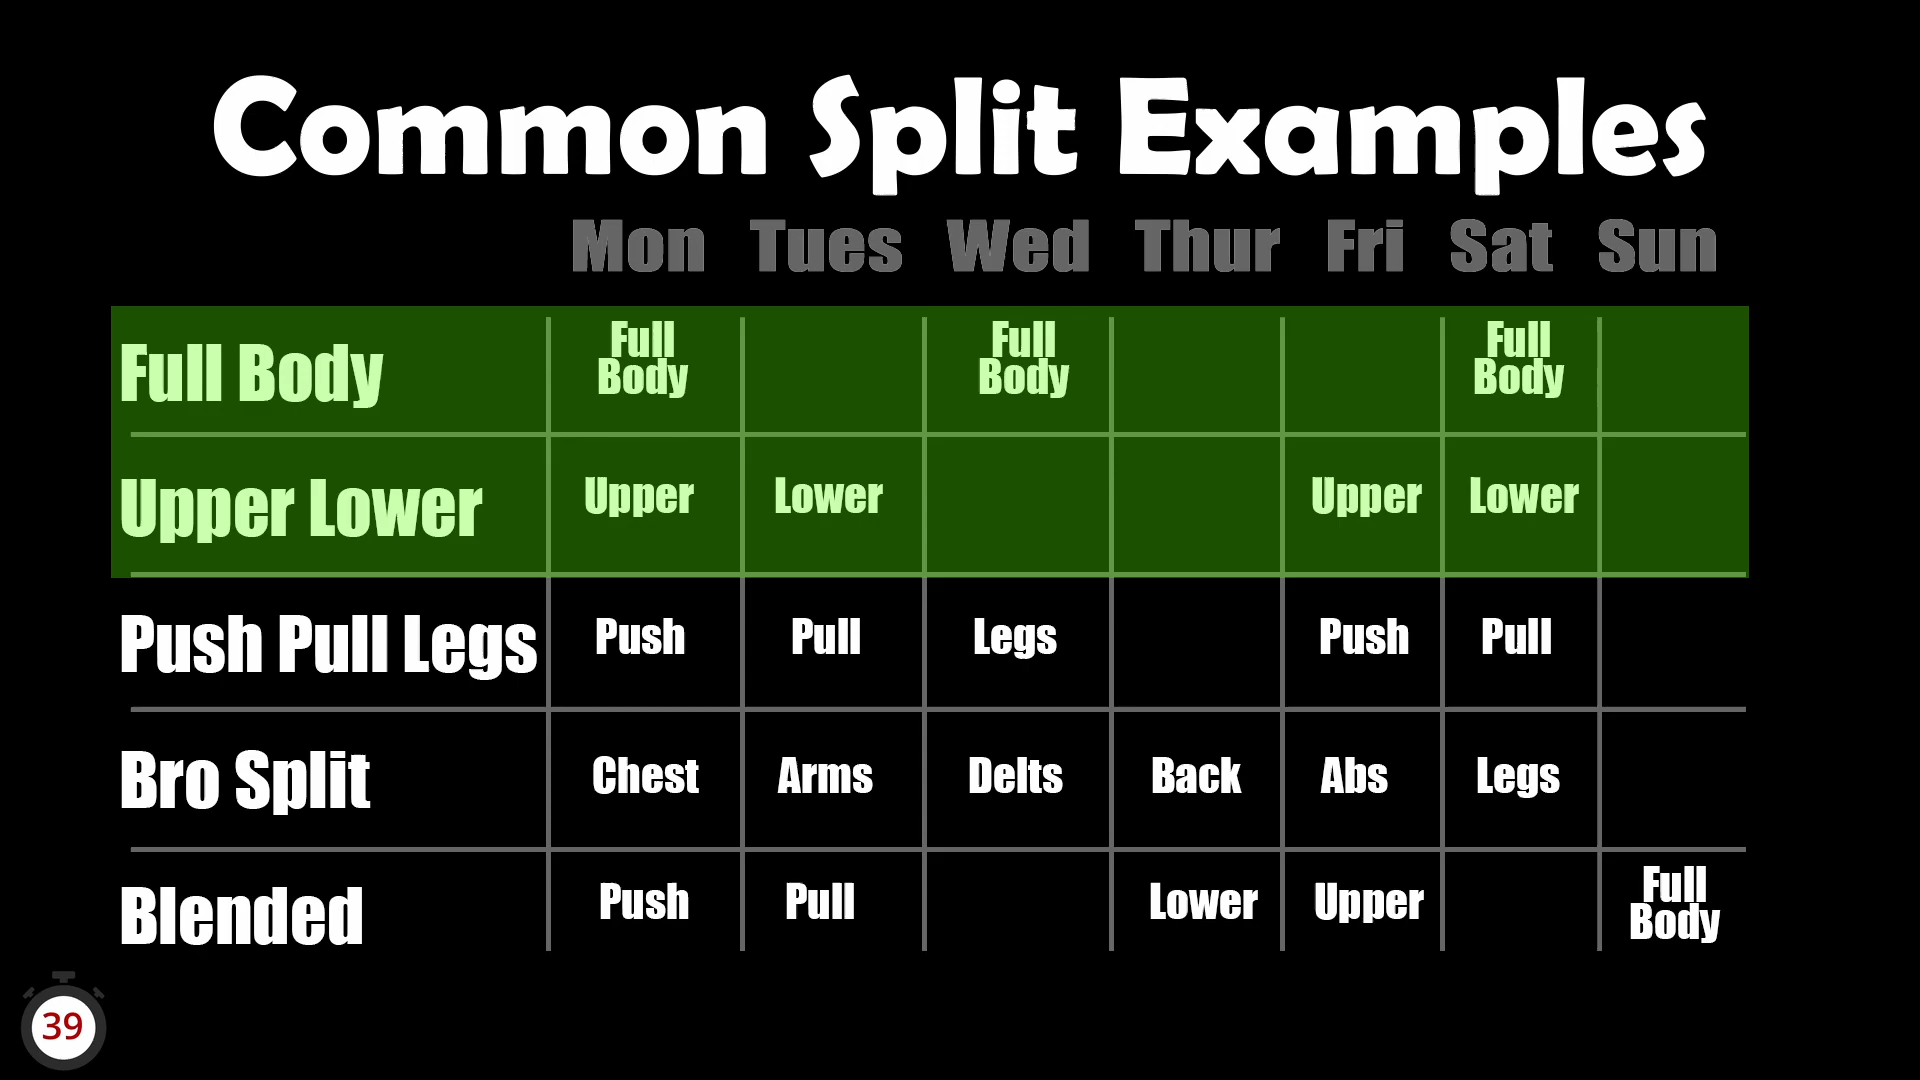 Common Split Examples
Mon Tues Wed Thur Fri Sat Sun
Full Body Full Body Full Body Full Body
Upper Lower Upper Lower Upper Lower
Push Pull Legs Push Pull Legs Push Pull
Bro Split Chest Arms Delts Back Abs Legs
Blended Push Pull Lower Upper Full Body
39